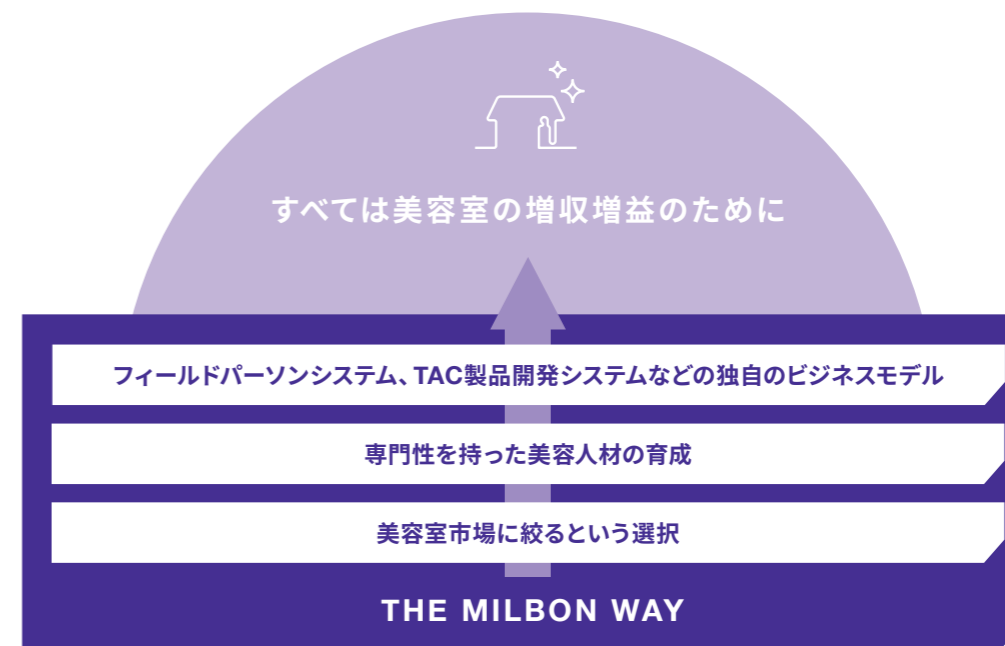 すべては美容室の増収増益のために
フィールドパーソンシステム、TAC製品開発システムなどの独自のビジネスモデル
専門性を持った美容人材の育成
美容室市場に絞るという選択
THE MILBON WAY